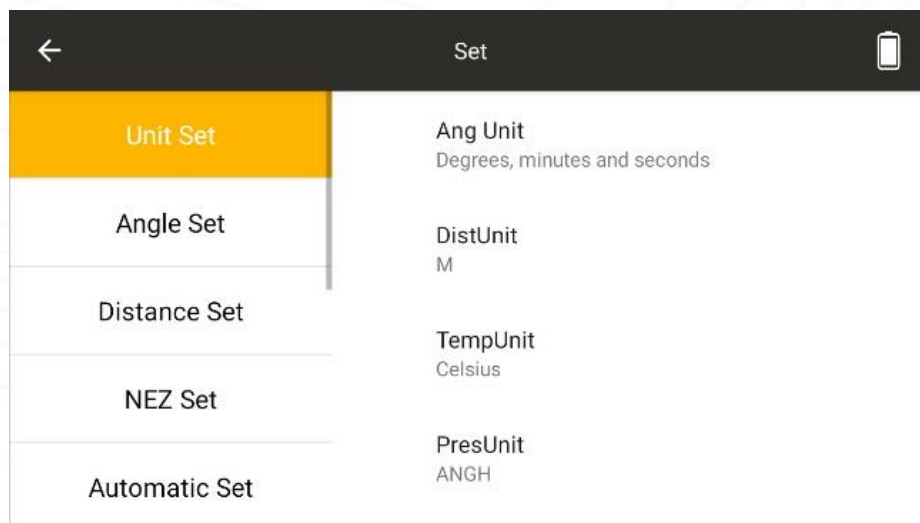 Set
Unit Set
Angle Set
Distance Set
NEZ Set
Automatic Set
Ang Unit
Degrees, minutes and seconds
DistUnit
M
TempUnit
Celsius
PresUnit
ANGH